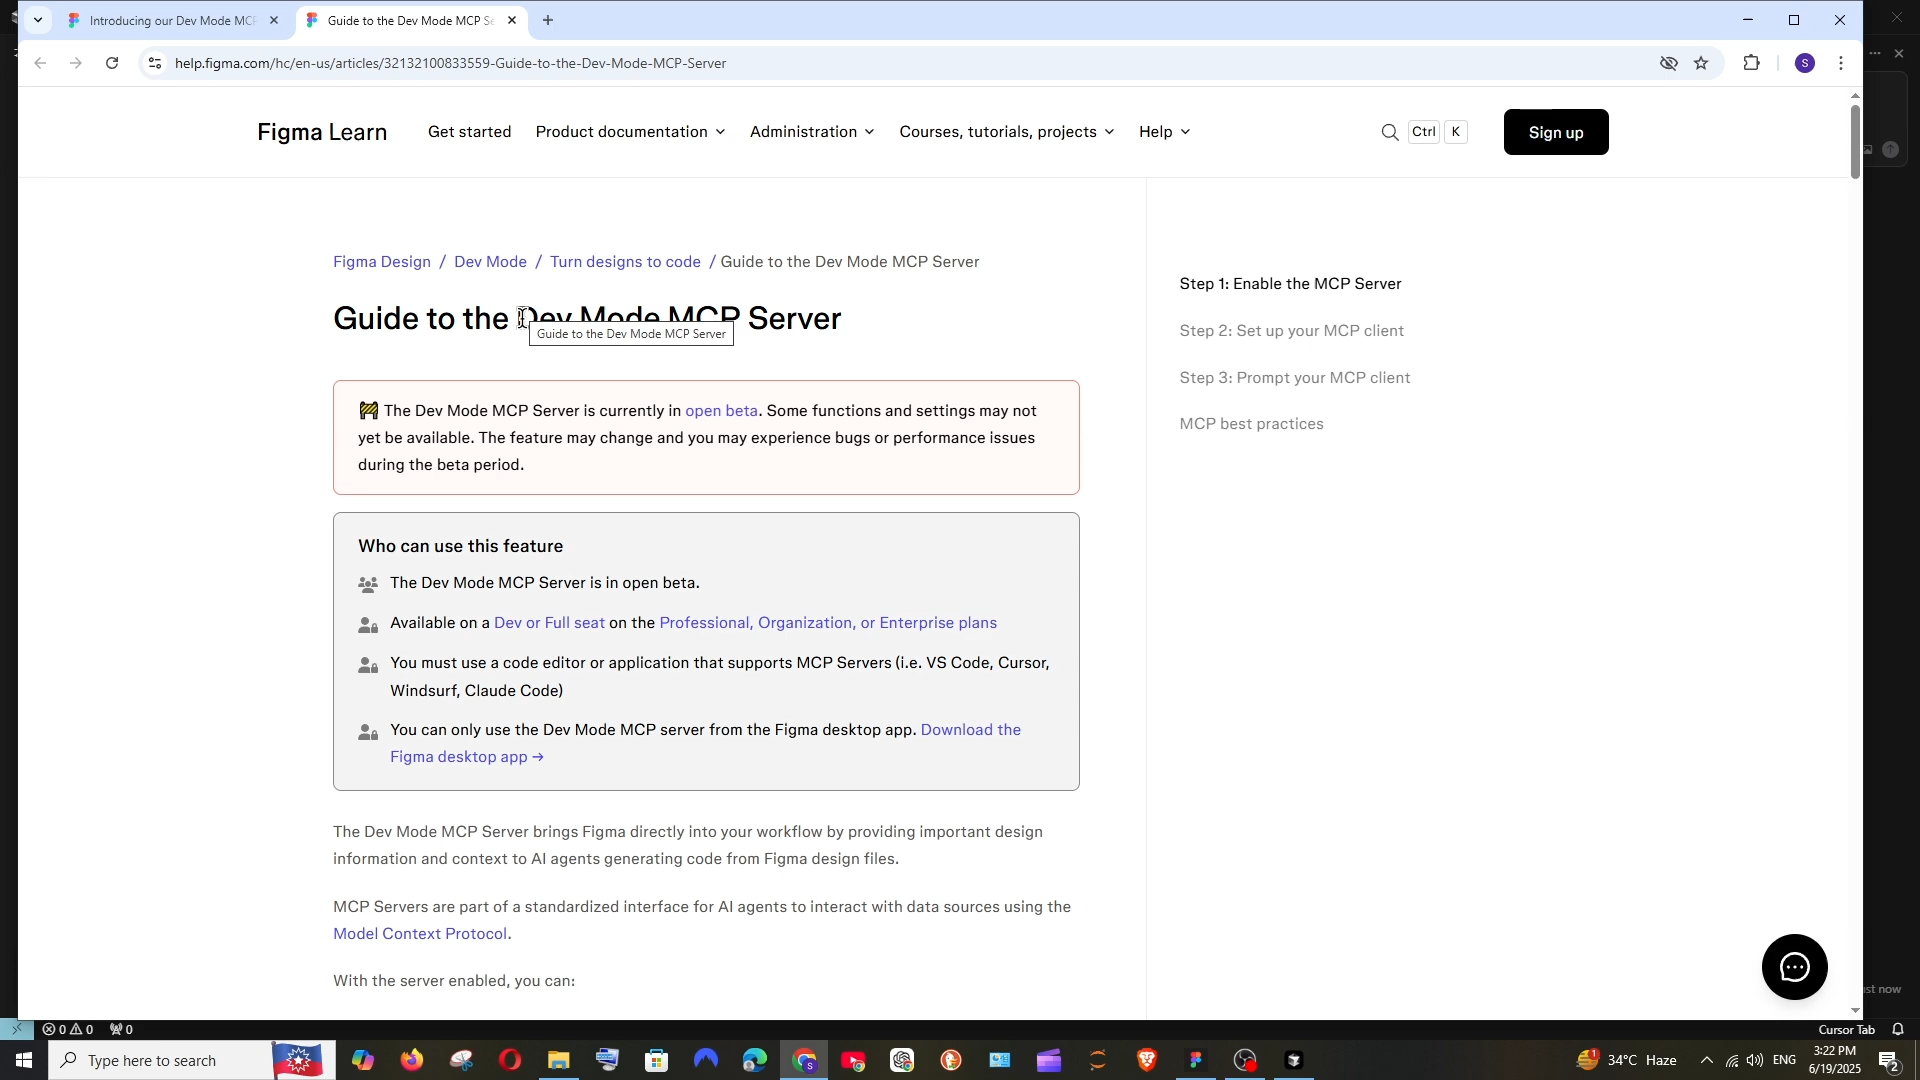 Introducing our Dev Mode MCP
Guide to the Dev Mode MCP Se
help.figma.com/hc/en-us/articles/32132100833559-Guide-to-the-Dev-Mode-MCP-Server
S
Figma Learn
Get started
Product documentation
Administration
Courses, tutorials, projects
Help
Ctrl
K
Sign up
Figma Design / Dev Mode / Turn designs to code / Guide to the Dev Mode MCP Server
Guide to the Dev Mode MCP Server
Guide to the Dev Mode MCP Server
The Dev Mode MCP Server is currently in open beta. Some functions and settings may not
yet be available. The feature may change and you may experience bugs or performance issues
during the beta period.
Who can use this feature
The Dev Mode MCP Server is in open beta.
Available on a Dev or Full seat on the Professional, Organization, or Enterprise plans
You must use a code editor or application that supports MCP Servers (i.e. VS Code, Cursor,
Windsurf, Claude Code)
You can only use the Dev Mode MCP server from the Figma desktop app. Download the
Figma desktop app →
The Dev Mode MCP Server brings Figma directly into your workflow by providing important design
information and context to AI agents generating code from Figma design files.
MCP Servers are part of a standardized interface for AI agents to interact with data sources using the
Model Context Protocol.
With the server enabled, you can:
Step 1: Enable the MCP Server
Step 2: Set up your MCP client
Step 3: Prompt your MCP client
MCP best practices
just now
0 0 0
Cursor Tab
Type here to search
34°C Haze
ENG
3:22 PM
6/19/2025
2